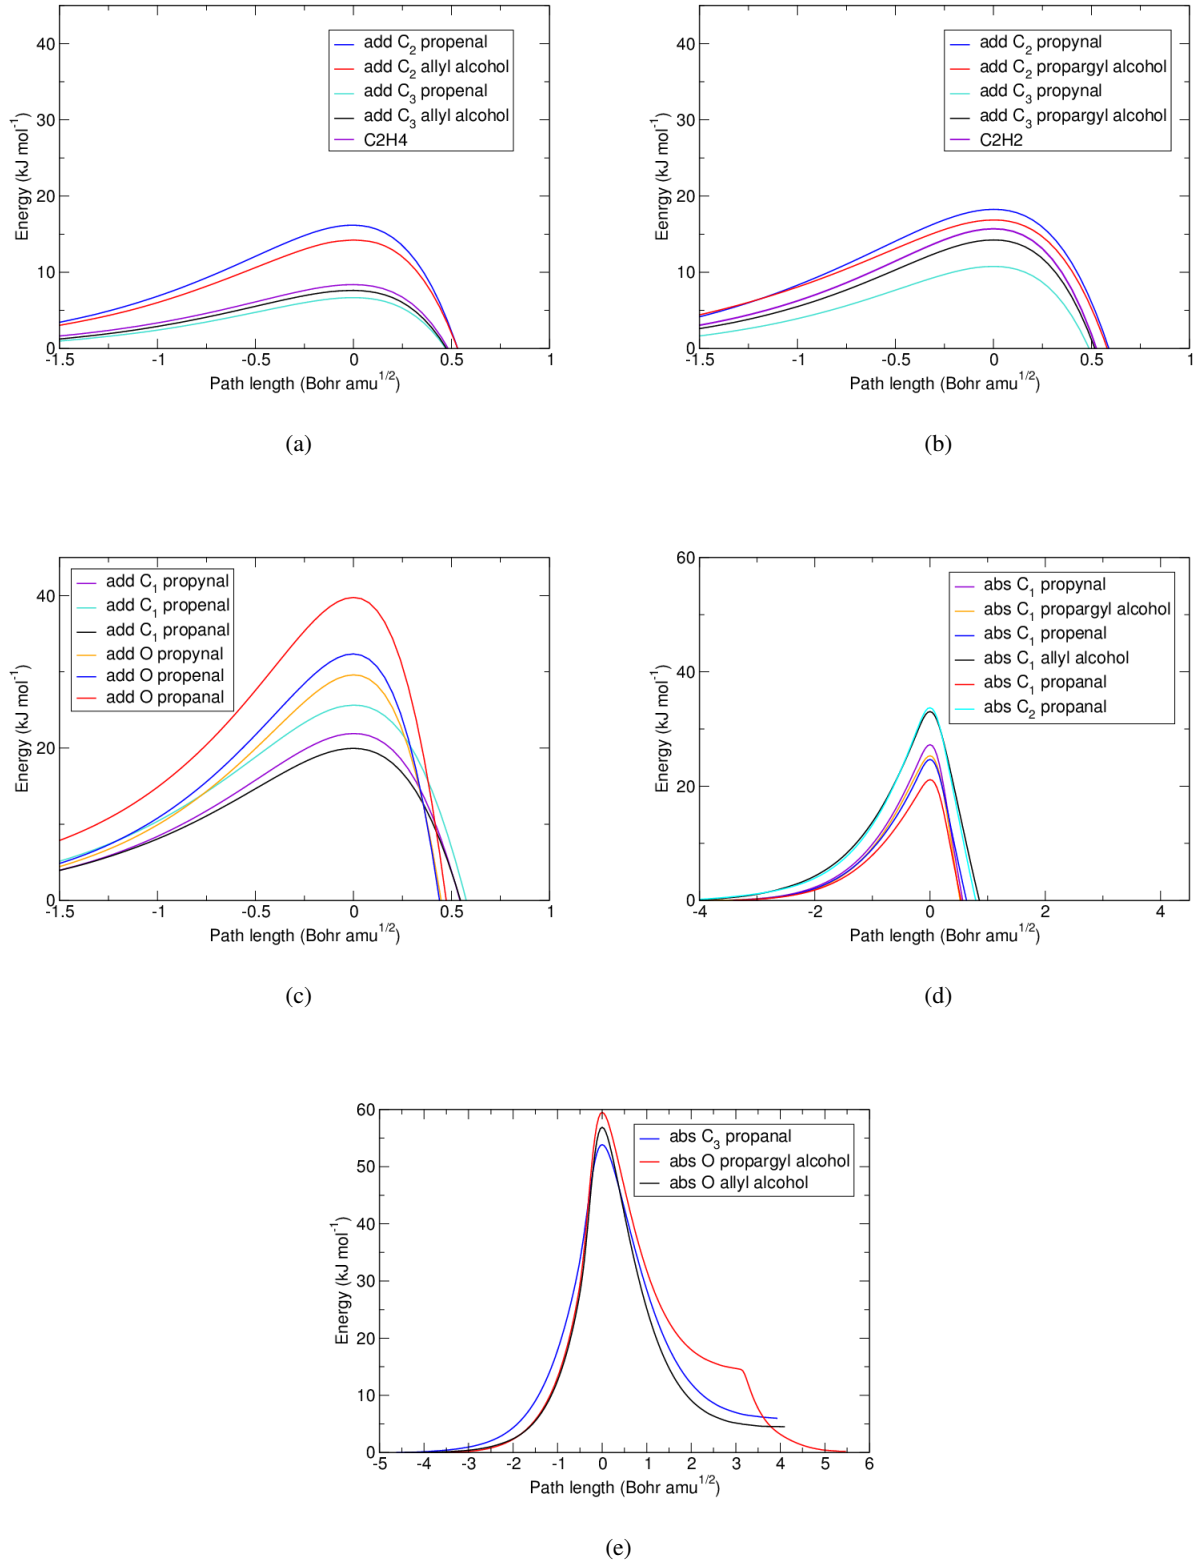 40
30
20
10
0
-1.5
-1
-0.5
0
0.5
1
Energy (kJ mol-1)
Path length (Bohr amu1/2)
add C2 propenal
add C2 allyl alcohol
add C3 propenal
add C3 allyl alcohol
C2H4
(a)
40
30
20
10
0
-1.5
-1
-0.5
0
0.5
1
Eenrgy (kJ mol-1)
Path length (Bohr amu1/2)
add C2 propynal
add C2 propargyl alcohol
add C3 propynal
add C3 propargyl alcohol
C2H2
(b)
40
20
0
-1.5
-1
-0.5
0
0.5
1
Energy (kJ mol-1)
Path length (Bohr amu1/2)
add C1 propynal
add C1 propenal
add C1 propanal
add O propynal
add O propenal
add O propanal
(c)
60
40
20
0
-4
-2
0
2
4
Energy (kJ mol-1)
Path length (Bohr amu1/2)
abs C1 propynal
abs C1 propargyl alcohol
abs C1 propenal
abs C1 allyl alcohol
abs C1 propanal
abs C2 propanal
(d)
60
50
40
30
20
10
0
-5
-4
-3
-2
-1
0
1
2
3
4
5
6
Energy (kJ mol-1)
Path length (Bohr amu1/2)
abs C3 propanal
abs O propargyl alcohol
abs O allyl alcohol
(e)